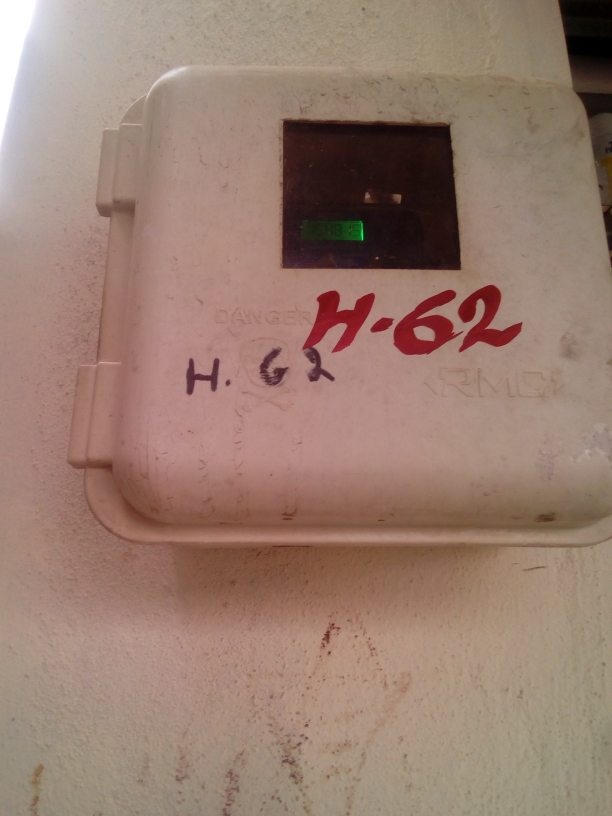 DANGER
H-62
H. 62
RMC